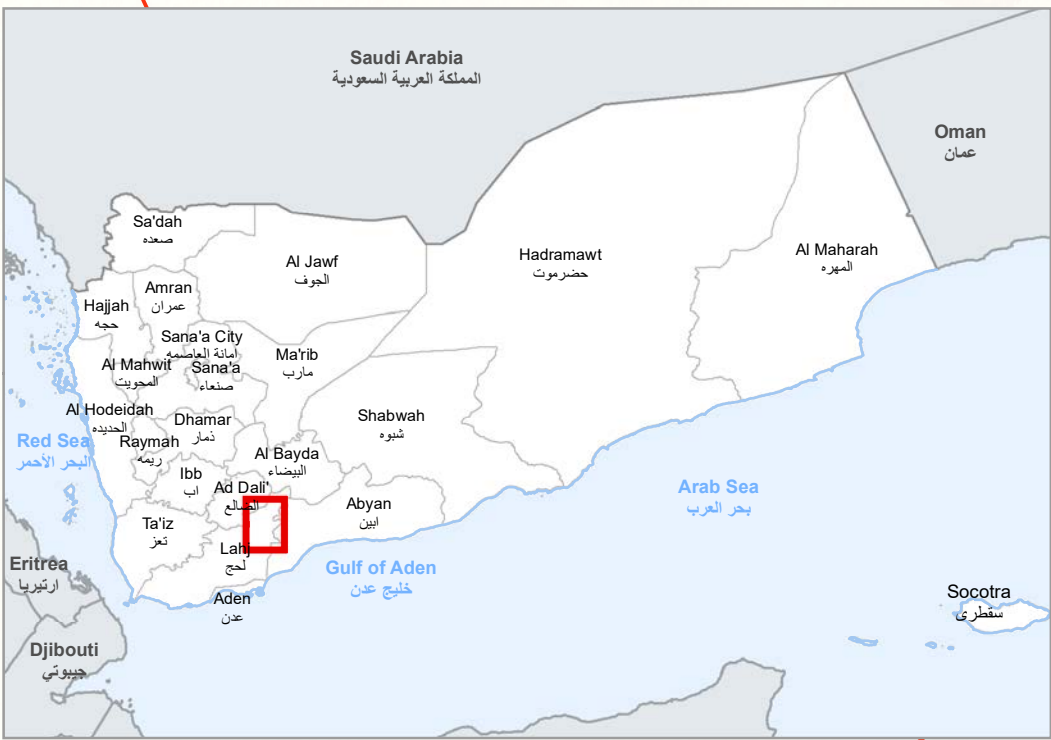 Saudi Arabia
المملكة العربية السعودية
Oman
عمان
Sa'dah
صعده
Al Jawf
الجوف
Hadramawt
حضرموت
Al Maharah
المهره
Amran
عمران
Hajjah
حجه
Sana'a City
امانة العاصمه
Ma'rib
مارب
Al Mahwit
المحويت
Sana'a
صنعاء
Al Hodeidah
الحديده
Dhamar
ذمار
Shabwah
شبوه
Red Sea
البحر الأحمر
Raymah
ريمه
Al Bayda
البيضاء
Ibb
اب
Ad Dali'
الضالع
Abyan
ابين
Arab Sea
بحر العرب
Ta'iz
تعز
Lahj
لحج
Eritrea
ارتيريا
Gulf of Aden
خليج عدن
Aden
عدن
Socotra
سقطرى
Djibouti
جيبوتي